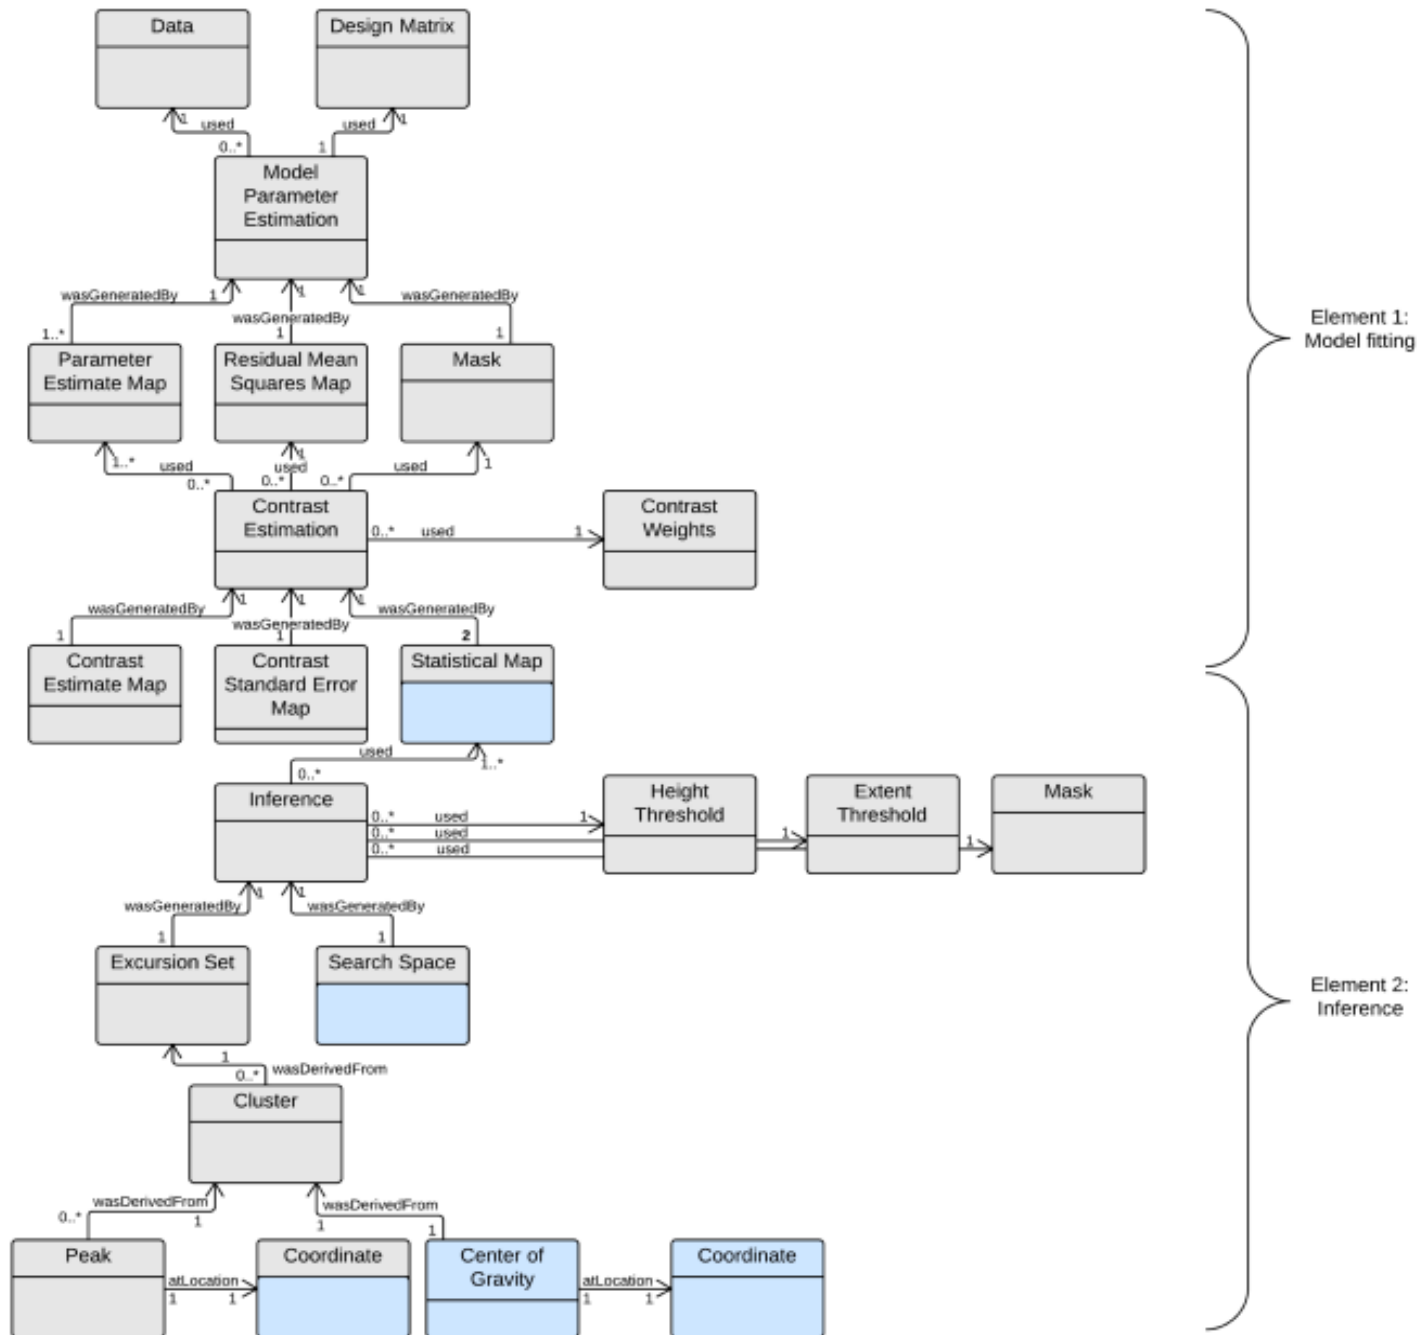 Data
Design Matrix
1
used
used
1
0..*
1
Model
Parameter
Estimation
wasGeneratedBy
1
1
1
wasGeneratedBy
wasGeneratedBy
1..*
1
1
Element 1:
Model fitting
Parameter
Estimate Map
Residual Mean
Squares Map
Mask
1..*
used
0..*
1
used
0..*
used
0..*
1
Contrast
Estimation
0..*
used
1
Contrast
Weights
wasGeneratedBy
1
1
1
wasGeneratedBy
wasGeneratedBy
1
1
2
Contrast
Estimate Map
Contrast
Standard Error
Map
Statistical Map
used
0..*
1..*
Inference
0..*
used
1
0..*
used
1
0..*
used
1
Height
Threshold
Extent
Threshold
Mask
wasGeneratedBy
1
1
wasGeneratedBy
1
1
Excursion Set
Search Space
Element 2:
Inference
1
0..*
wasDerivedFrom
Cluster
wasDerivedFrom
0..*
1
wasDerivedFrom
1
1
Peak
atLocation
1
1
Coordinate
Center of
Gravity
atLocation
1
1
Coordinate